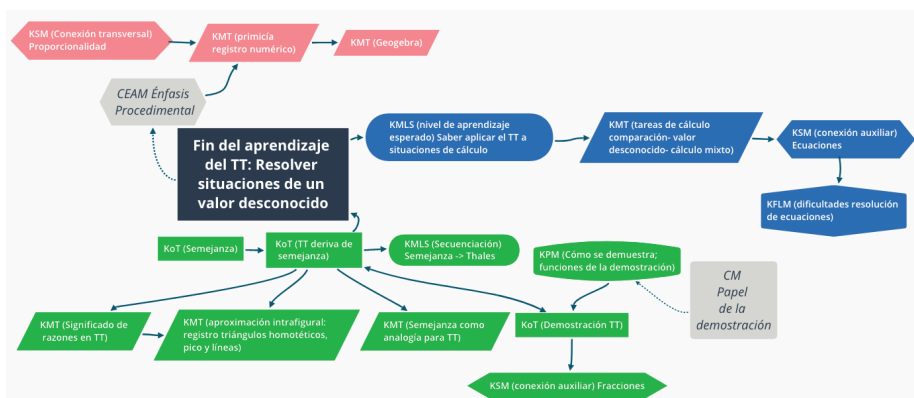 KSM (Conexión transversal)
Proporcionalidad
KMT (primicía
registro numérico)
KMT (Geogebra)
CEAM Énfasis
Procedimental
Fin del aprendizaje
del TT: Resolver
situaciones de un
valor desconocido
KMLS (nivel de aprendizaje
esperado) Saber aplicar el TT a
situaciones de cálculo
KMT (tareas de cálculo
comparación- valor
desconocido- cálculo mixto)
KSM (conexión auxiliar)
Ecuaciones
KFLM (dificultades resolución
de ecuaciones)
KoT (Semejanza)
KoT (TT deriva de
semejanza)
KMLS (Secuenciación)
Semejanza -> Thales
KPM (Cómo se demuestra;
funciones de la demostración)
CM
Papel
de la
demostración
KMT (Significado de
razones en TT)
KMT (aproximación intrafigural:
registro triángulos homotéticos,
pico y líneas)
KMT (Semejanza como
analogía para TT)
KoT (Demostración TT)
KSM (conexión auxiliar) Fracciones